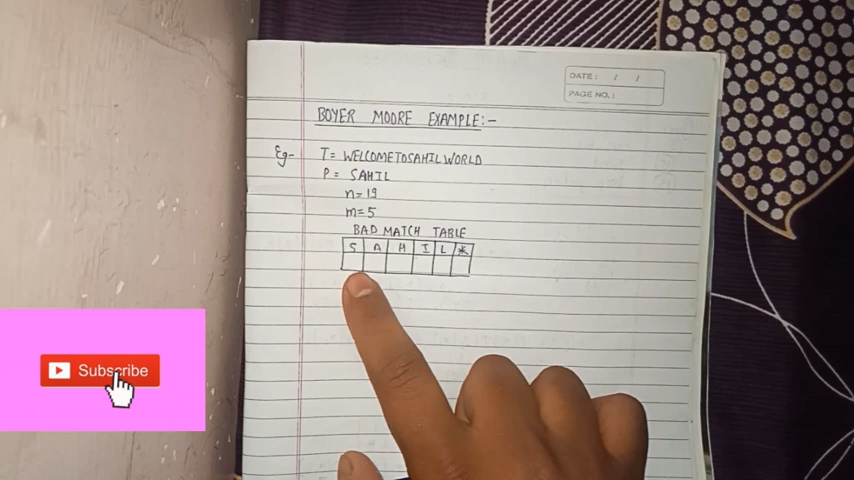 DATE: / /
PAGE NO.:
BOYER MOORE EXAMPLE:-
Eg- T= WELCOMETOSAHILWORLD
P= SAHIL
n=19
m=5
BAD MATCH TABLE
S A H I L *
Subscribe